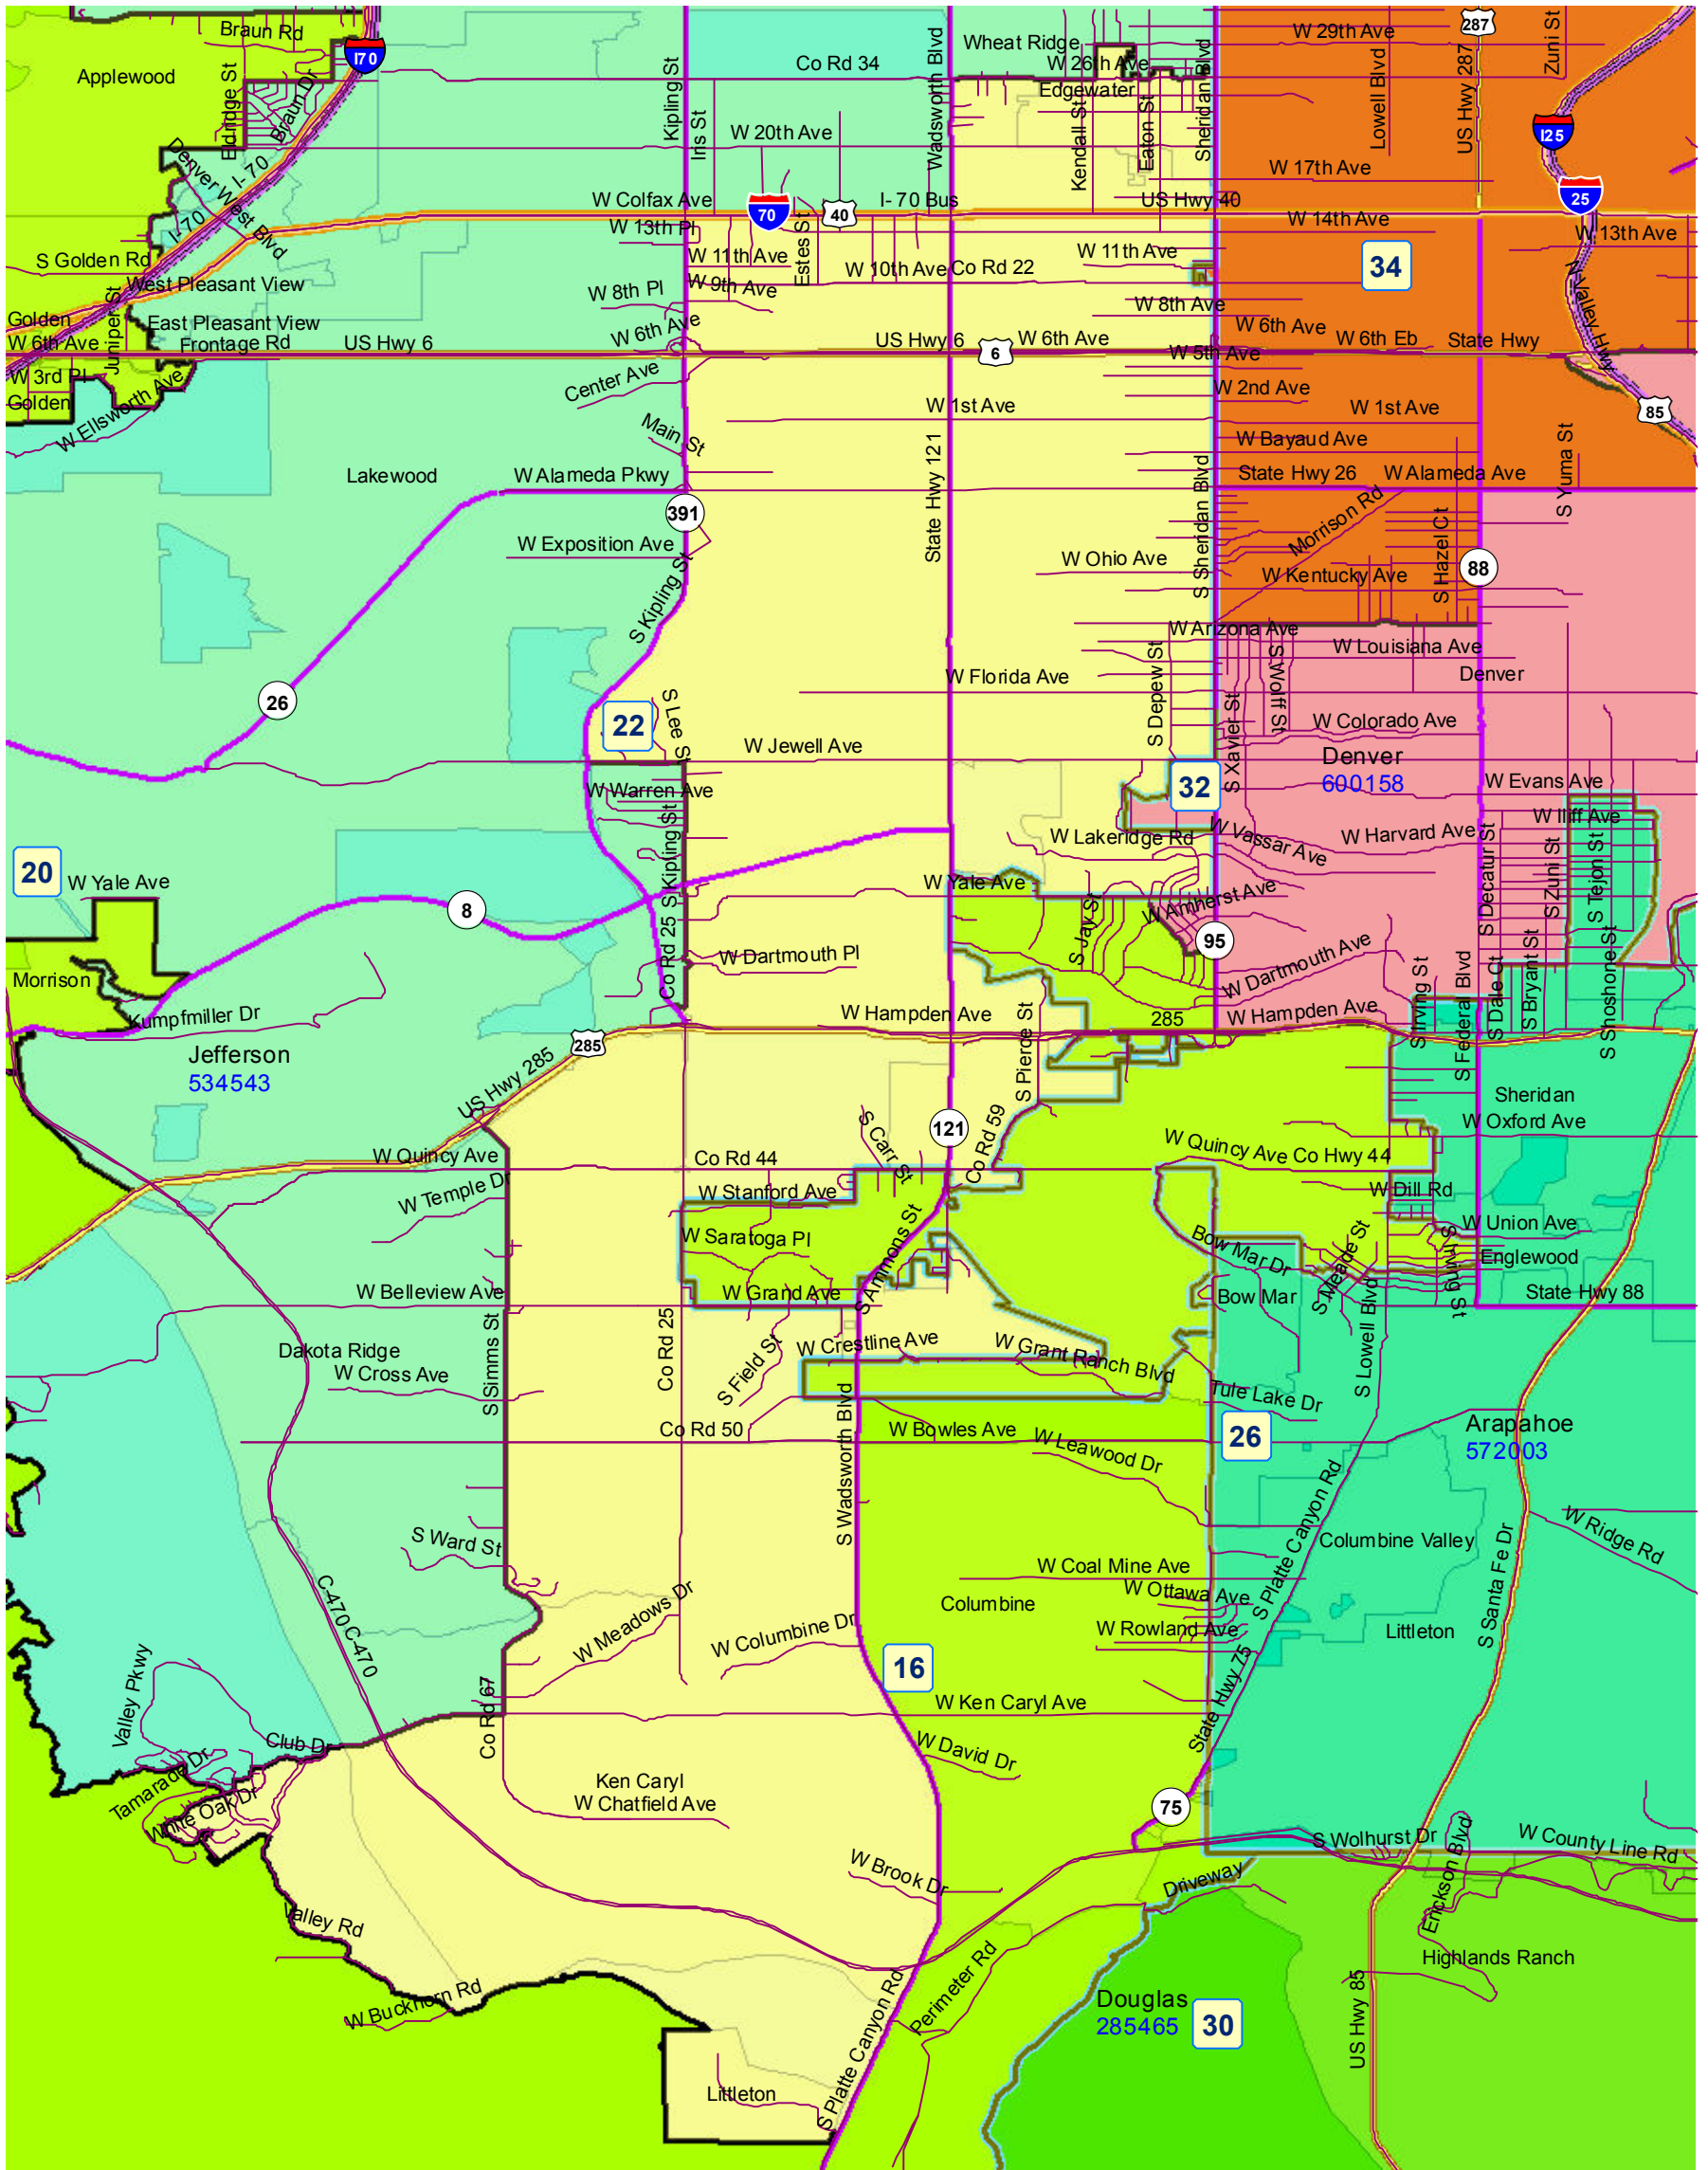 Braun Rd
I70
Applewood
Eldridge St
Braun Dr
Co Rd 34
Kipling St
Iris St
Wadsworth Blvd
Wheat Ridge
W 26th Ave
Edgewater
Kendall St
Eaton St
Sheridan Blvd
W 29th Ave
Lowell Blvd
287
US Hwy 287
Zuni St
I25
W 20th Ave
W 17th Ave
Denver West Blvd
I-70
I-70
W Colfax Ave
70
40
I-70 Bus
US Hwy 40
25
W 14th Ave
W 13th Pl
W 13th Ave
Estes St
S Golden Rd
W 11th Ave
W 11th Ave
W 10th Ave
Co Rd 22
34
West Pleasant View
W 9th Ave
W 8th Pl
W 8th Ave
N Valley Hwy
Juniper St
Golden
East Pleasant View
W 6th Ave
Frontage Rd
US Hwy 6
W 6th Ave
US Hwy 6
6
W 6th Ave
W 5th Ave
W 6th Ave
W 6th Eb
State Hwy
W 3rd Pl
Golden
W Ellsworth Ave
Center Ave
W 2nd Ave
W 1st Ave
W 1st Ave
85
Main St
State Hwy 121
W Bayaud Ave
Lakewood
W Alameda Pkwy
State Hwy 26
W Alameda Ave
S Yuma St
391
S Sheridan Blvd
Morrison Rd
S Hazel Ct
W Exposition Ave
W Ohio Ave
W Kentucky Ave
88
S Kipling St
W Arizona Ave
W Louisiana Ave
S Depew St
S Wolff St
W Florida Ave
Denver
26
22
S Lee St
S Xavier St
W Colorado Ave
W Jewell Ave
Denver
600158
32
W Evans Ave
W Warren Ave
W Iliff Ave
W Lakeridge Rd
W Vassar Ave
W Harvard Ave
20
W Yale Ave
S Kipling St
W Yale Ave
W Amherst Ave
S Decatur St
S Zuni St
S Tejon St
8
S Jay St
95
Morrison
Co Rd 25
W Dartmouth Pl
W Dartmouth Ave
S Irving St
S Federal Blvd
S Dale Ct
S Bryant St
S Shoshone St
Kumpfmiller Dr
W Hampden Ave
285
W Hampden Ave
Jefferson
534543
285
US Hwy 285
S Pierce St
Sheridan
121
S Carr St
Co Rd 59
W Oxford Ave
W Quincy Ave
Co Rd 44
W Quincy Ave
Co Hwy 44
W Temple Dr
W Stanford Ave
W Dill Rd
W Saratoga Pl
S Ammons St
Bow Mar Dr
S Meade St
S Irving St
W Union Ave
Englewood
W Belleview Ave
W Grand Ave
Bow Mar
State Hwy 88
Dakota Ridge
W Cross Ave
S Simms St
Co Rd 25
S Field St
W Crestline Ave
W Grant Ranch Blvd
S Lowell Blvd
Tule Lake Dr
S Wadsworth Blvd
Co Rd 50
W Bowles Ave
W Leawood Dr
26
Arapahoe
572003
S Ward St
S Platte Canyon Rd
Columbine Valley
S Santa Fe Dr
W Ridge Rd
C-470
C-470
W Coal Mine Ave
W Ottawa Ave
Columbine
W Meadows Dr
W Columbine Dr
W Rowland Ave
Littleton
Valley Pkwy
16
Co Rd 67
W Ken Caryl Ave
State Hwy 75
Club Dr
W David Dr
Tamarade Dr
White Oak Dr
Ken Caryl
W Chatfield Ave
75
S Wolhurst Dr
W County Line Rd
W Brook Dr
Driveway
Erickson Blvd
Valley Rd
Highlands Ranch
W Buckhorn Rd
Perimeter Rd
Douglas
285465
30
US Hwy 85
S Platte Canyon Rd
Littleton